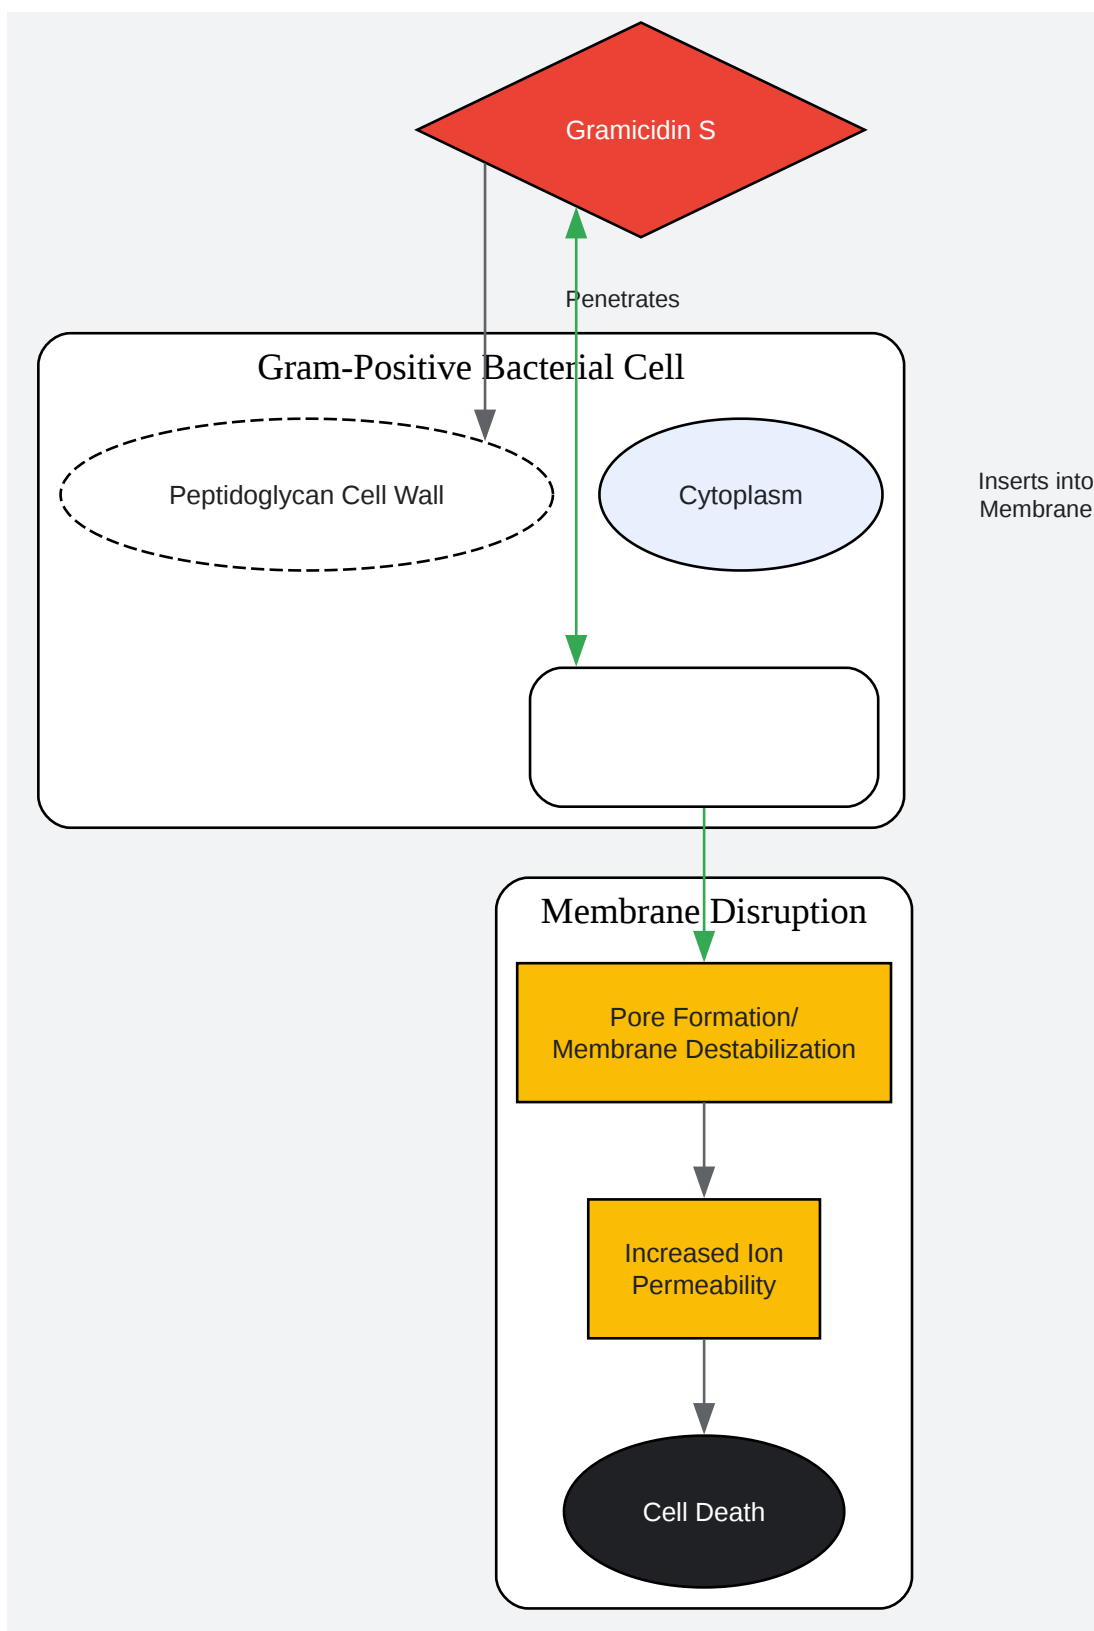 Gramicidin S
Penetrates
Gram-Positive Bacterial Cell
Peptidoglycan Cell Wall
Cytoplasm
Inserts into
Membrane
Membrane Disruption
Pore Formation/
Membrane Destabilization
Increased Ion
Permeability
Cell Death